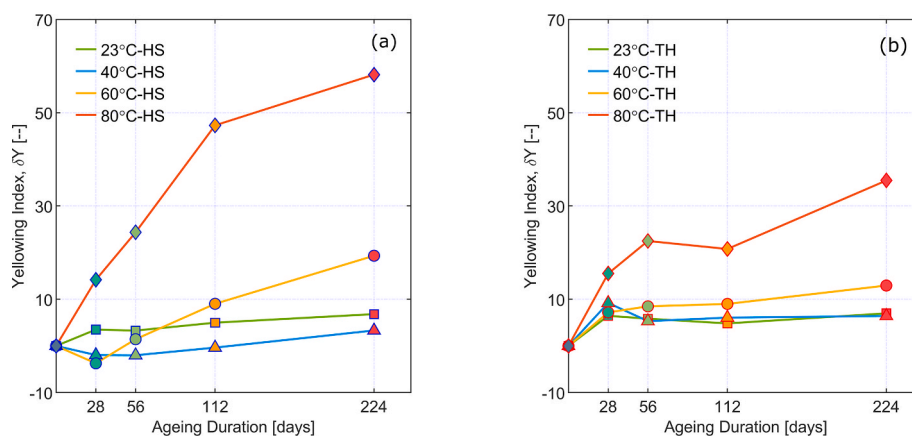 (a)
23°C-HS
40°C-HS
60°C-HS
80°C-HS
70
50
30
10
-10
Yellowing Index, δY [--]
28 56 112 224
Ageing Duration [days]
(b)
23°C-TH
40°C-TH
60°C-TH
80°C-TH
70
50
30
10
-10
Yellowing Index, δY [--]
28 56 112 224
Ageing Duration [days]